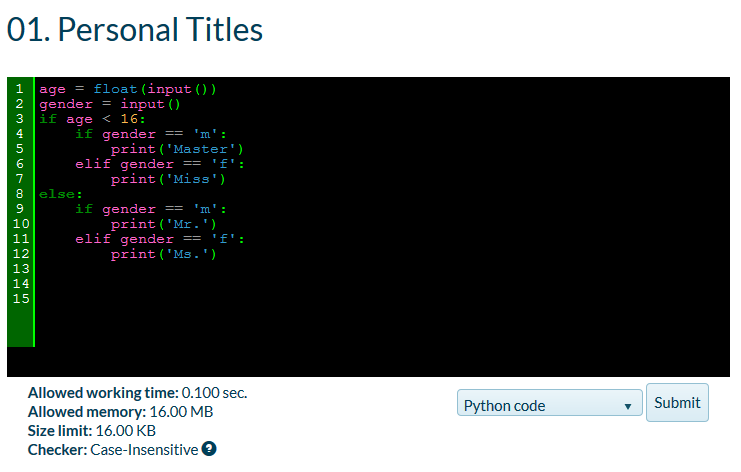 01. Personal Titles
1 age = float(input())
2 gender = input()
3 if age < 16:
4     if gender == 'm':
5         print('Master')
6     elif gender == 'f':
7         print('Miss')
8 else:
9     if gender == 'm':
10         print('Mr.')
11     elif gender == 'f':
12         print('Ms.')
13
14
15
Allowed working time: 0.100 sec.
Allowed memory: 16.00 MB
Size limit: 16.00 KB
Checker: Case-Insensitive ?
Python code ▼
Submit